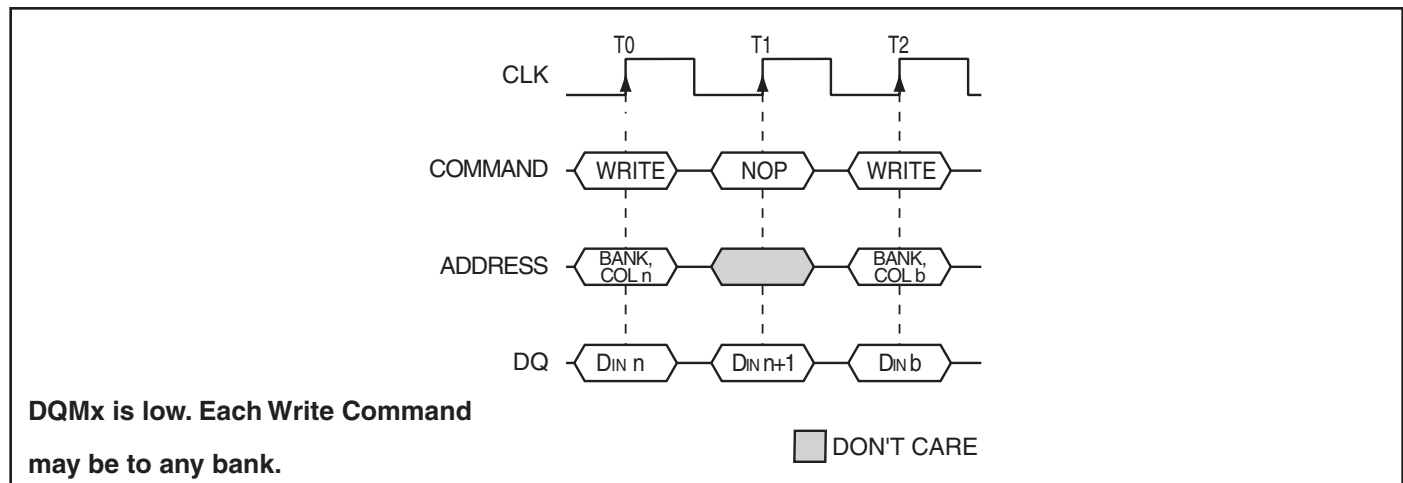 T0 T1 T2
CLK
COMMAND WRITE NOP WRITE
ADDRESS BANK, COL n BANK, COL b
DQ DIN n DIN n+1 DIN b
DQMx is low. Each Write Command
may be to any bank.
DON'T CARE